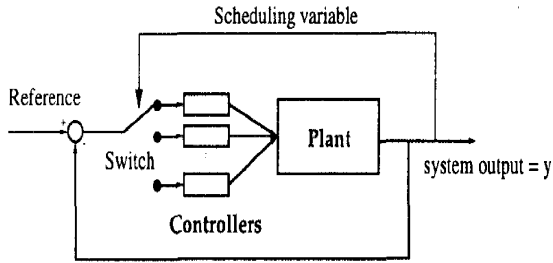 Scheduling variable
Reference
+
-
Switch
Plant
system output = y
Controllers